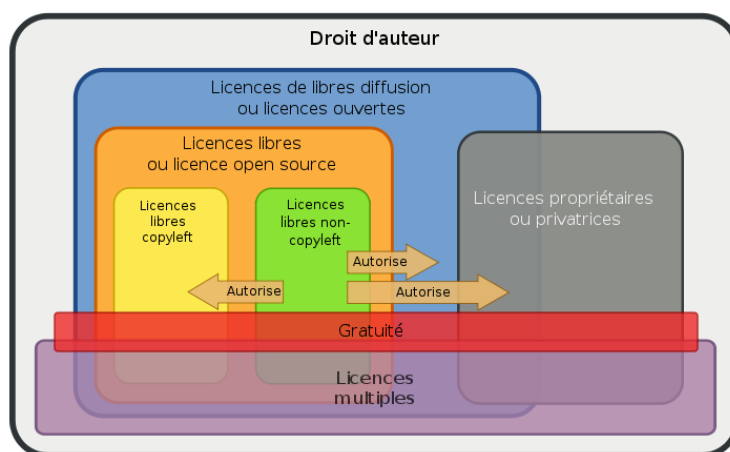 Droit d'auteur
Licences de libres diffusion
ou licences ouvertes
Licences libres
ou licence open source
Licences
libres
copyleft
Licences
libres non-
copyleft
Licences propriétaires
ou privatrices
Autorise
Autorise
Autorise
Gratuité
Licences
multiples